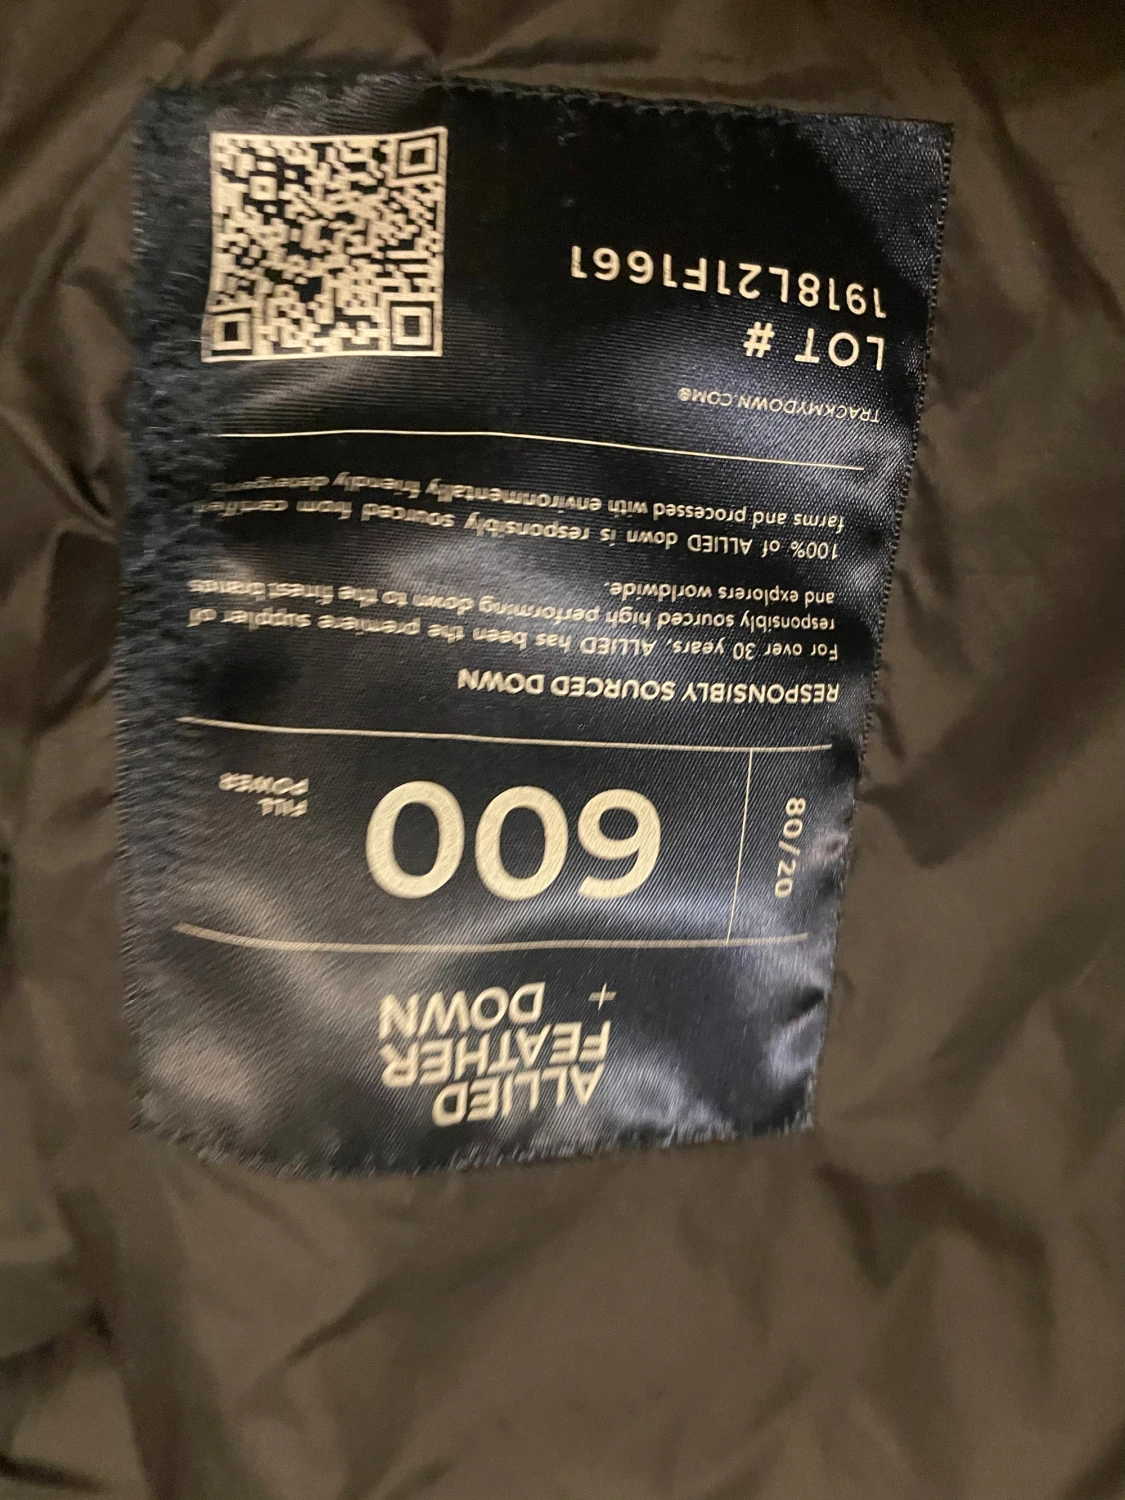 ALLIED
FEATHER
+ DOWN
80/20
600
FILL
POWER
RESPONSIBLY SOURCED DOWN
For over 30 years, ALLIED has been the premiere supplier of
responsibly sourced high performing down to the finest brands
and explorers worldwide.
100% of ALLIED down is responsibly sourced from certified
farms and processed with environmentally friendly
TRACKMYDOWN.COM®
LOT #
1918L21F1661